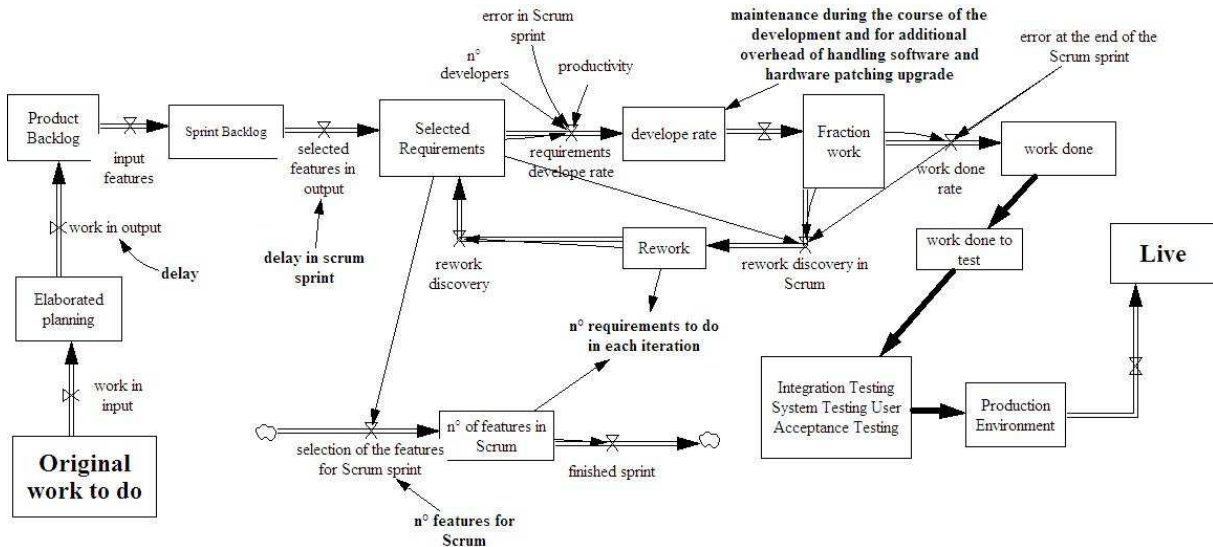 maintenance during the course of the
development and for additional
overhead of handling software and
hardware patching upgrade
error in Scrum
sprint
n°
developers
productivity
error at the end of the
Scrum sprint
Product
Backlog
Sprint Backlog
Selected
Requirements
develope rate
Fraction
work
work done
input
features
selected
features in
output
requirements
develope rate
work done
rate
work in output
delay
delay in scrum
sprint
rework
discovery
Rework
rework discovery in
Scrum
work done to
test
Live
Elaborated
planning
n° requirements to do
in each iteration
work in
input
Integration Testing
System Testing User
Acceptance Testing
Production
Environment
n° of features in
Scrum
selection of the features
for Scrum sprint
finished sprint
Original
work to do
n° features for
Scrum